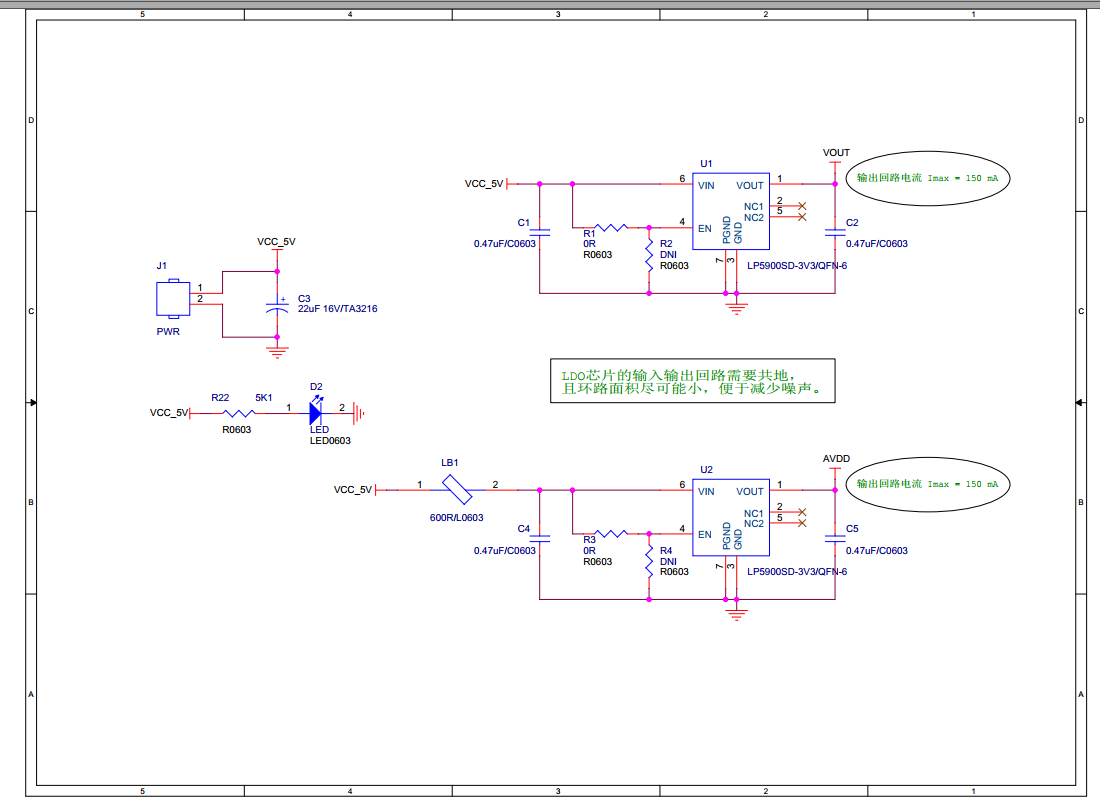 5 4 3 2 1
D D
C C
B B
A A
VCC_5V
J1
1
2
PWR
C3
22uF 16V/TA3216
VCC_5V
R22
5K1
R0603
1
D2
2
LED
LED0603
VCC_5V
C1
0.47uF/C0603
R1
0R
R0603
R2
DNI
R0603
U1
6
VIN
VOUT
1
NC1
2
NC2
5
4
EN
PGND
GND
7
3
LP5900SD-3V3/QFN-6
VOUT
C2
0.47uF/C0603
输出回路电流 Imax = 150 mA
LDO芯片的输入输出回路需要共地,
且环路面积尽可能小，便于减少噪声。
VCC_5V
1
LB1
2
600R/L0603
C4
0.47uF/C0603
R3
0R
R0603
R4
DNI
R0603
U2
6
VIN
VOUT
1
NC1
2
NC2
5
4
EN
PGND
GND
7
3
LP5900SD-3V3/QFN-6
AVDD
C5
0.47uF/C0603
输出回路电流 Imax = 150 mA
5 4 3 2 1